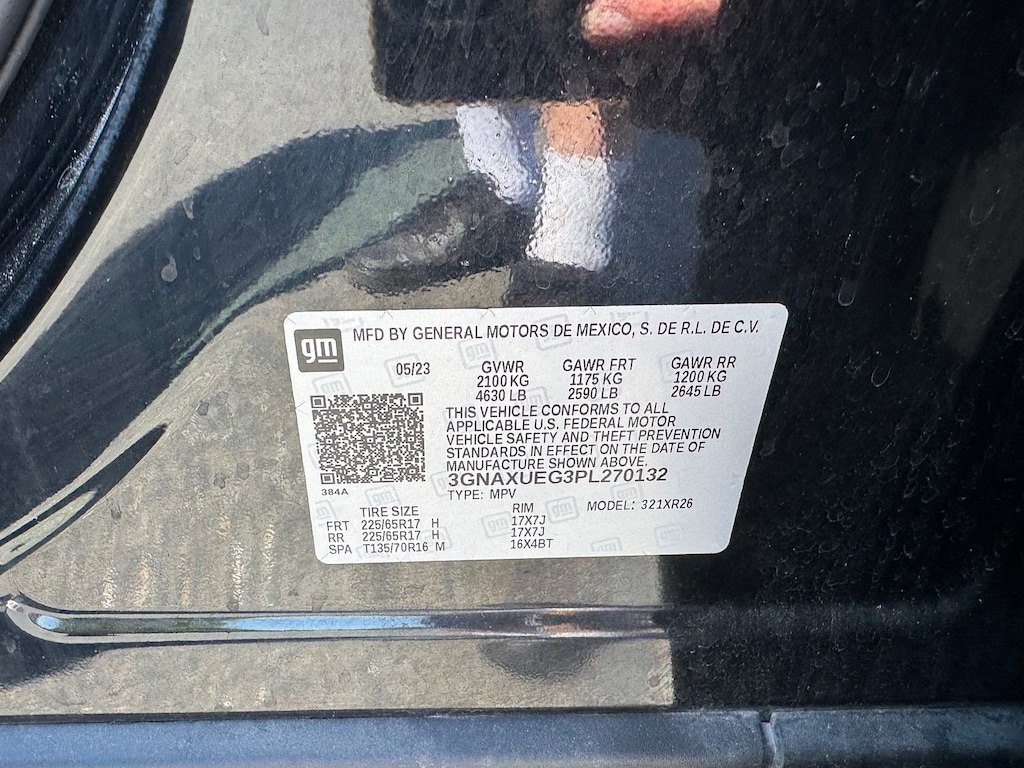 gm MFD BY GENERAL MOTORS DE MEXICO, S. DE R.L. DE C.V.
05/23 GVWR GAWR FRT GAWR RR
2100 KG 1175 KG 1200 KG
4630 LB 2590 LB 2645 LB
THIS VEHICLE CONFORMS TO ALL
APPLICABLE U.S. FEDERAL MOTOR
VEHICLE SAFETY AND THEFT PREVENTION
STANDARDS IN EFFECT ON THE DATE OF
MANUFACTURE SHOWN ABOVE.
3GNAXUEG3PL270132
384A TYPE: MPV MODEL: 321XR26
TIRE SIZE RIM
FRT 225/65R17 H 17X7J
RR 225/65R17 H 17X7J
SPA T135/70R16 M 16X4BT